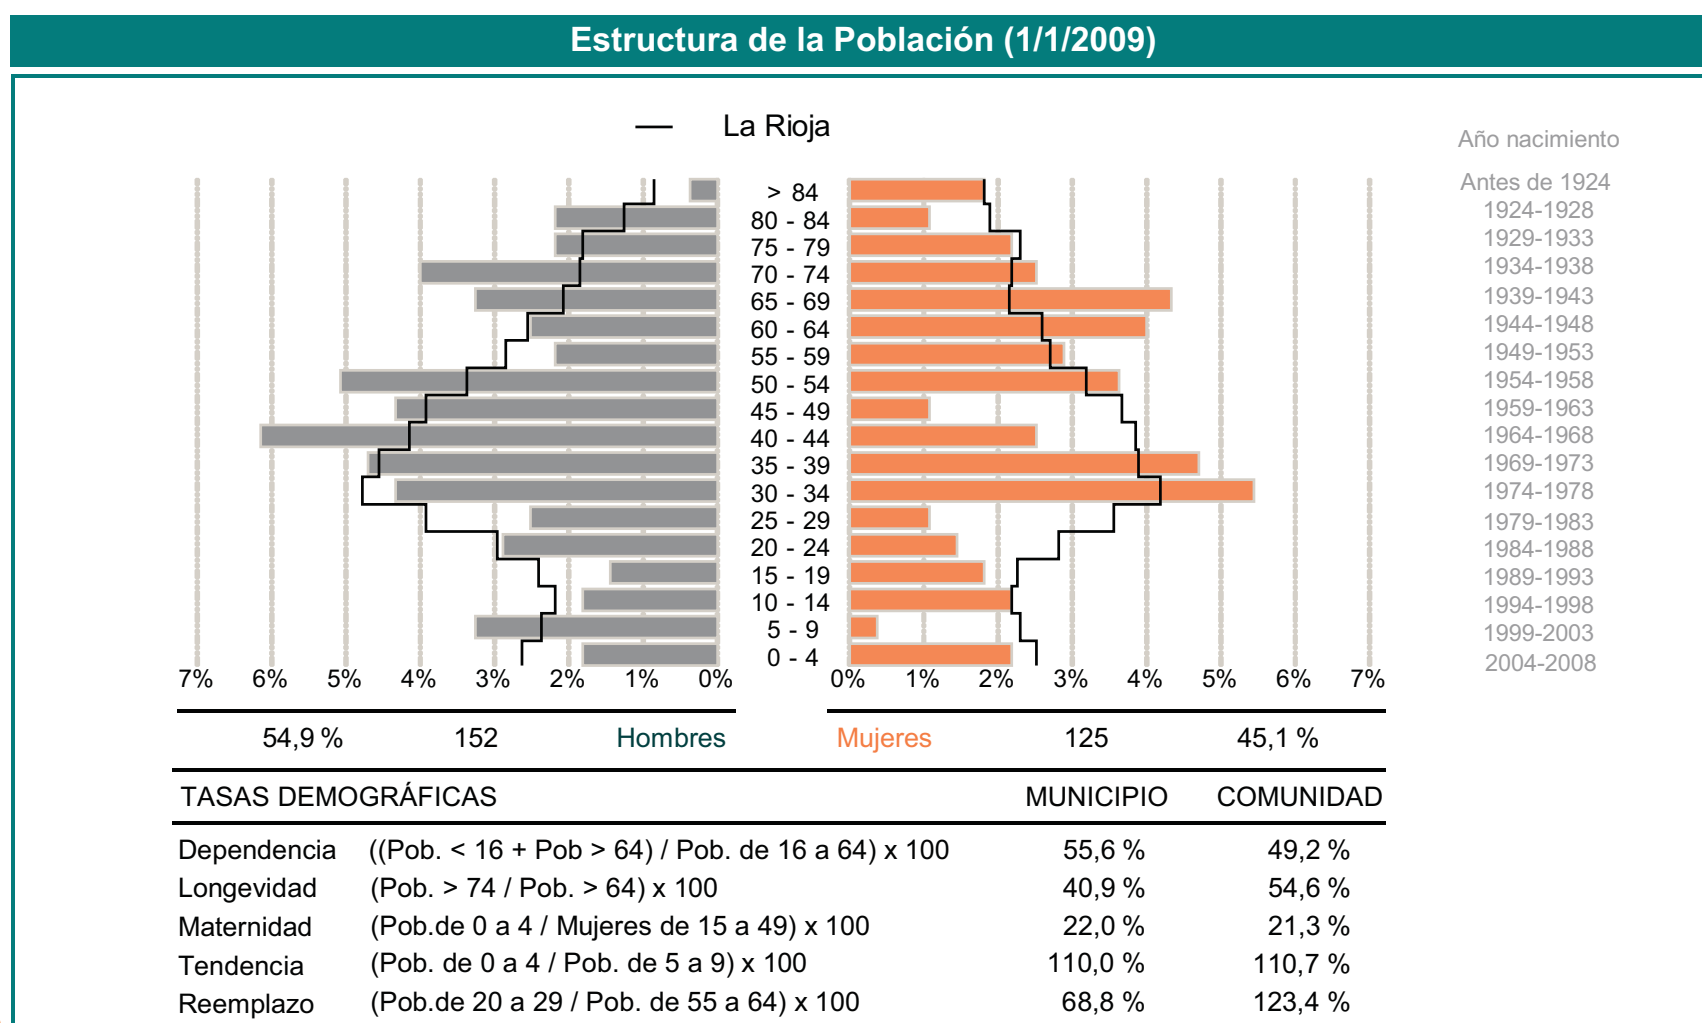 Estructura de la Población (1/1/2009)
La Rioja
Año nacimiento
> 84 Antes de 1924
80 - 84 1924-1928
75 - 79 1929-1933
70 - 74 1934-1938
65 - 69 1939-1943
60 - 64 1944-1948
55 - 59 1949-1953
50 - 54 1954-1958
45 - 49 1959-1963
40 - 44 1964-1968
35 - 39 1969-1973
30 - 34 1974-1978
25 - 29 1979-1983
20 - 24 1984-1988
15 - 19 1989-1993
10 - 14 1994-1998
5 - 9 1999-2003
0 - 4 2004-2008
7% 6% 5% 4% 3% 2% 1% 0% 0% 1% 2% 3% 4% 5% 6% 7%
54,9 % 152 Hombres Mujeres 125 45,1 %
TASAS DEMOGRÁFICAS MUNICIPIO COMUNIDAD
Dependencia ((Pob. < 16 + Pob > 64) / Pob. de 16 a 64) x 100 55,6 % 49,2 %
Longevidad (Pob. > 74 / Pob. > 64) x 100 40,9 % 54,6 %
Maternidad (Pob.de 0 a 4 / Mujeres de 15 a 49) x 100 22,0 % 21,3 %
Tendencia (Pob. de 0 a 4 / Pob. de 5 a 9) x 100 110,0 % 110,7 %
Reemplazo (Pob.de 20 a 29 / Pob. de 55 a 64) x 100 68,8 % 123,4 %